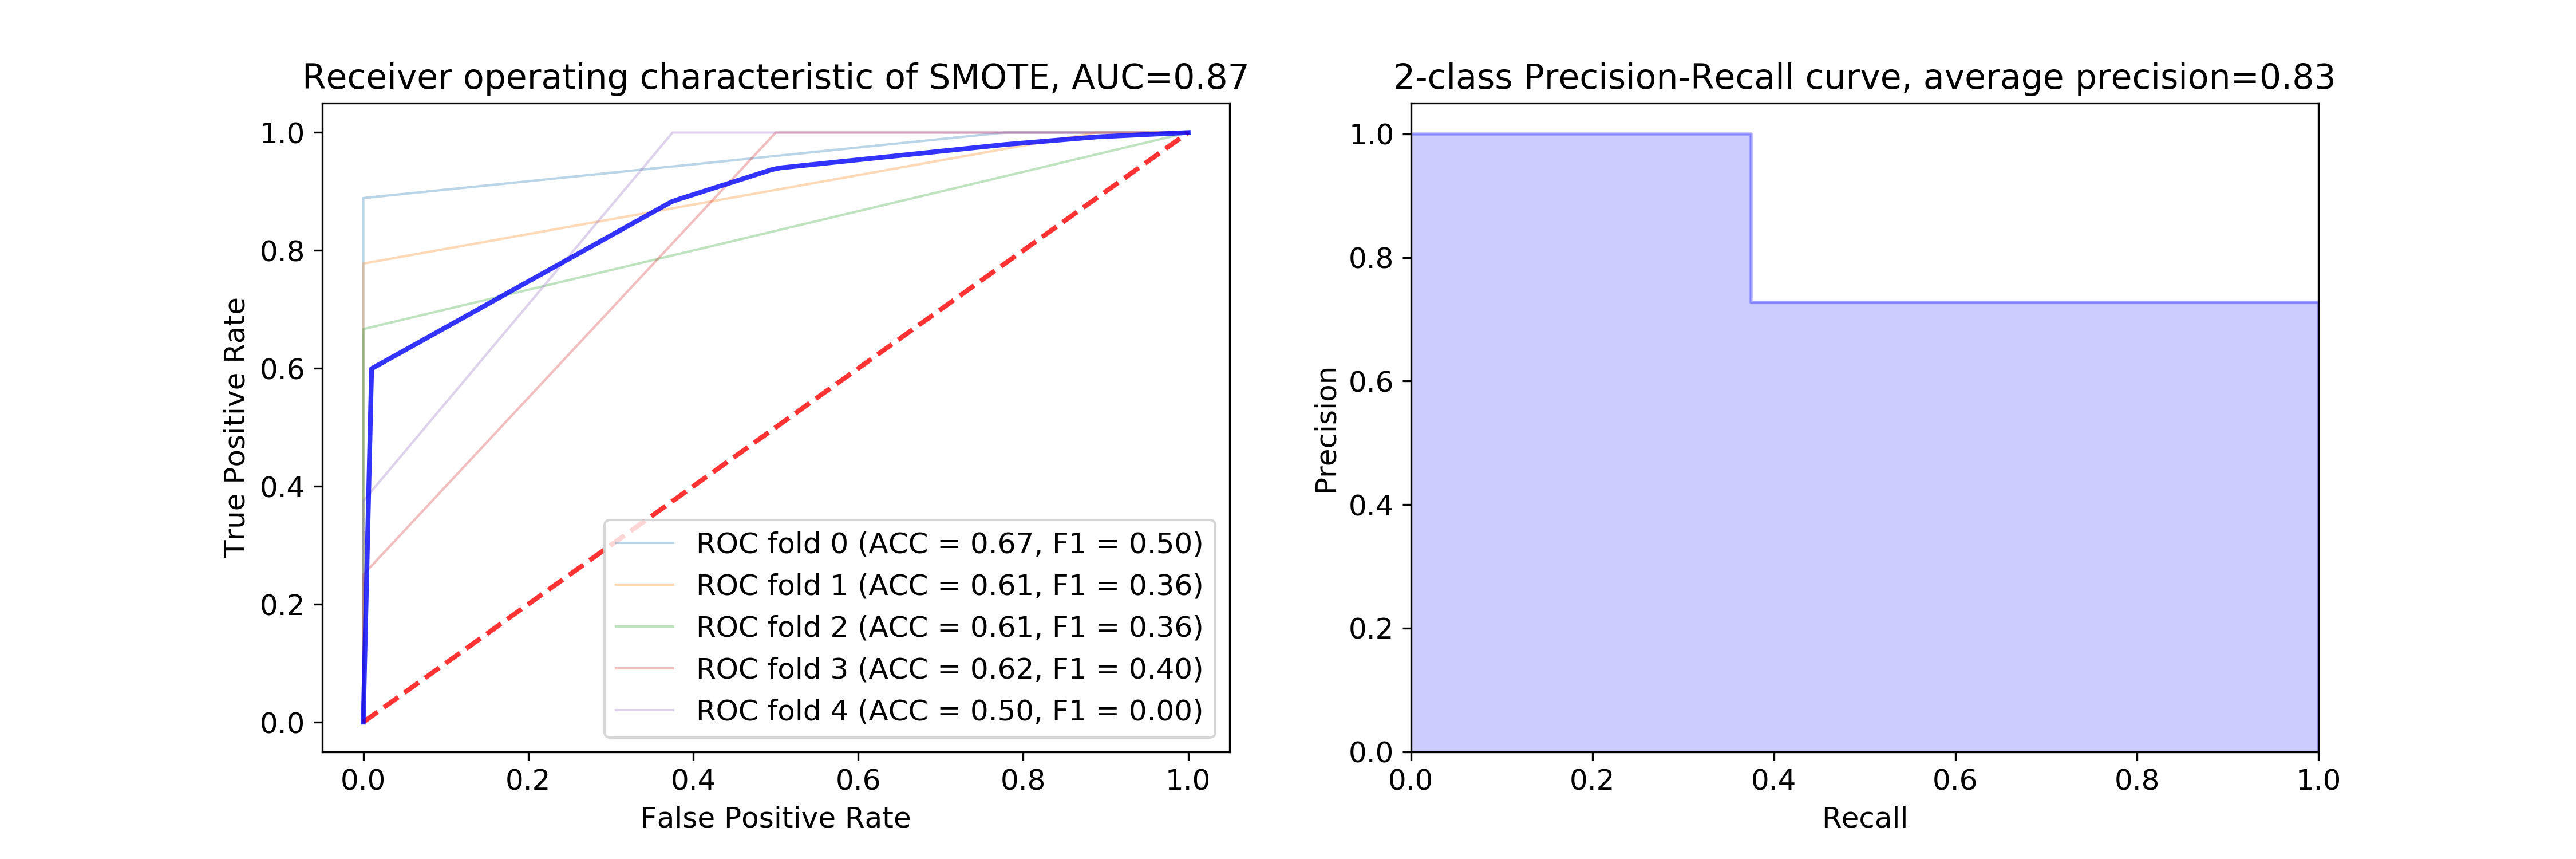 Receiver operating characteristic of SMOTE, AUC=0.87
1.0
0.8
0.6
0.4
0.2
0.0
True Positive Rate
ROC fold 0 (ACC = 0.67, F1 = 0.50)
ROC fold 1 (ACC = 0.61, F1 = 0.36)
ROC fold 2 (ACC = 0.61, F1 = 0.36)
ROC fold 3 (ACC = 0.62, F1 = 0.40)
ROC fold 4 (ACC = 0.50, F1 = 0.00)
0.0 0.2 0.4 0.6 0.8 1.0
False Positive Rate
2-class Precision-Recall curve, average precision=0.83
1.0
0.8
0.6
0.4
0.2
0.0
Precision
0.0 0.2 0.4 0.6 0.8 1.0
Recall